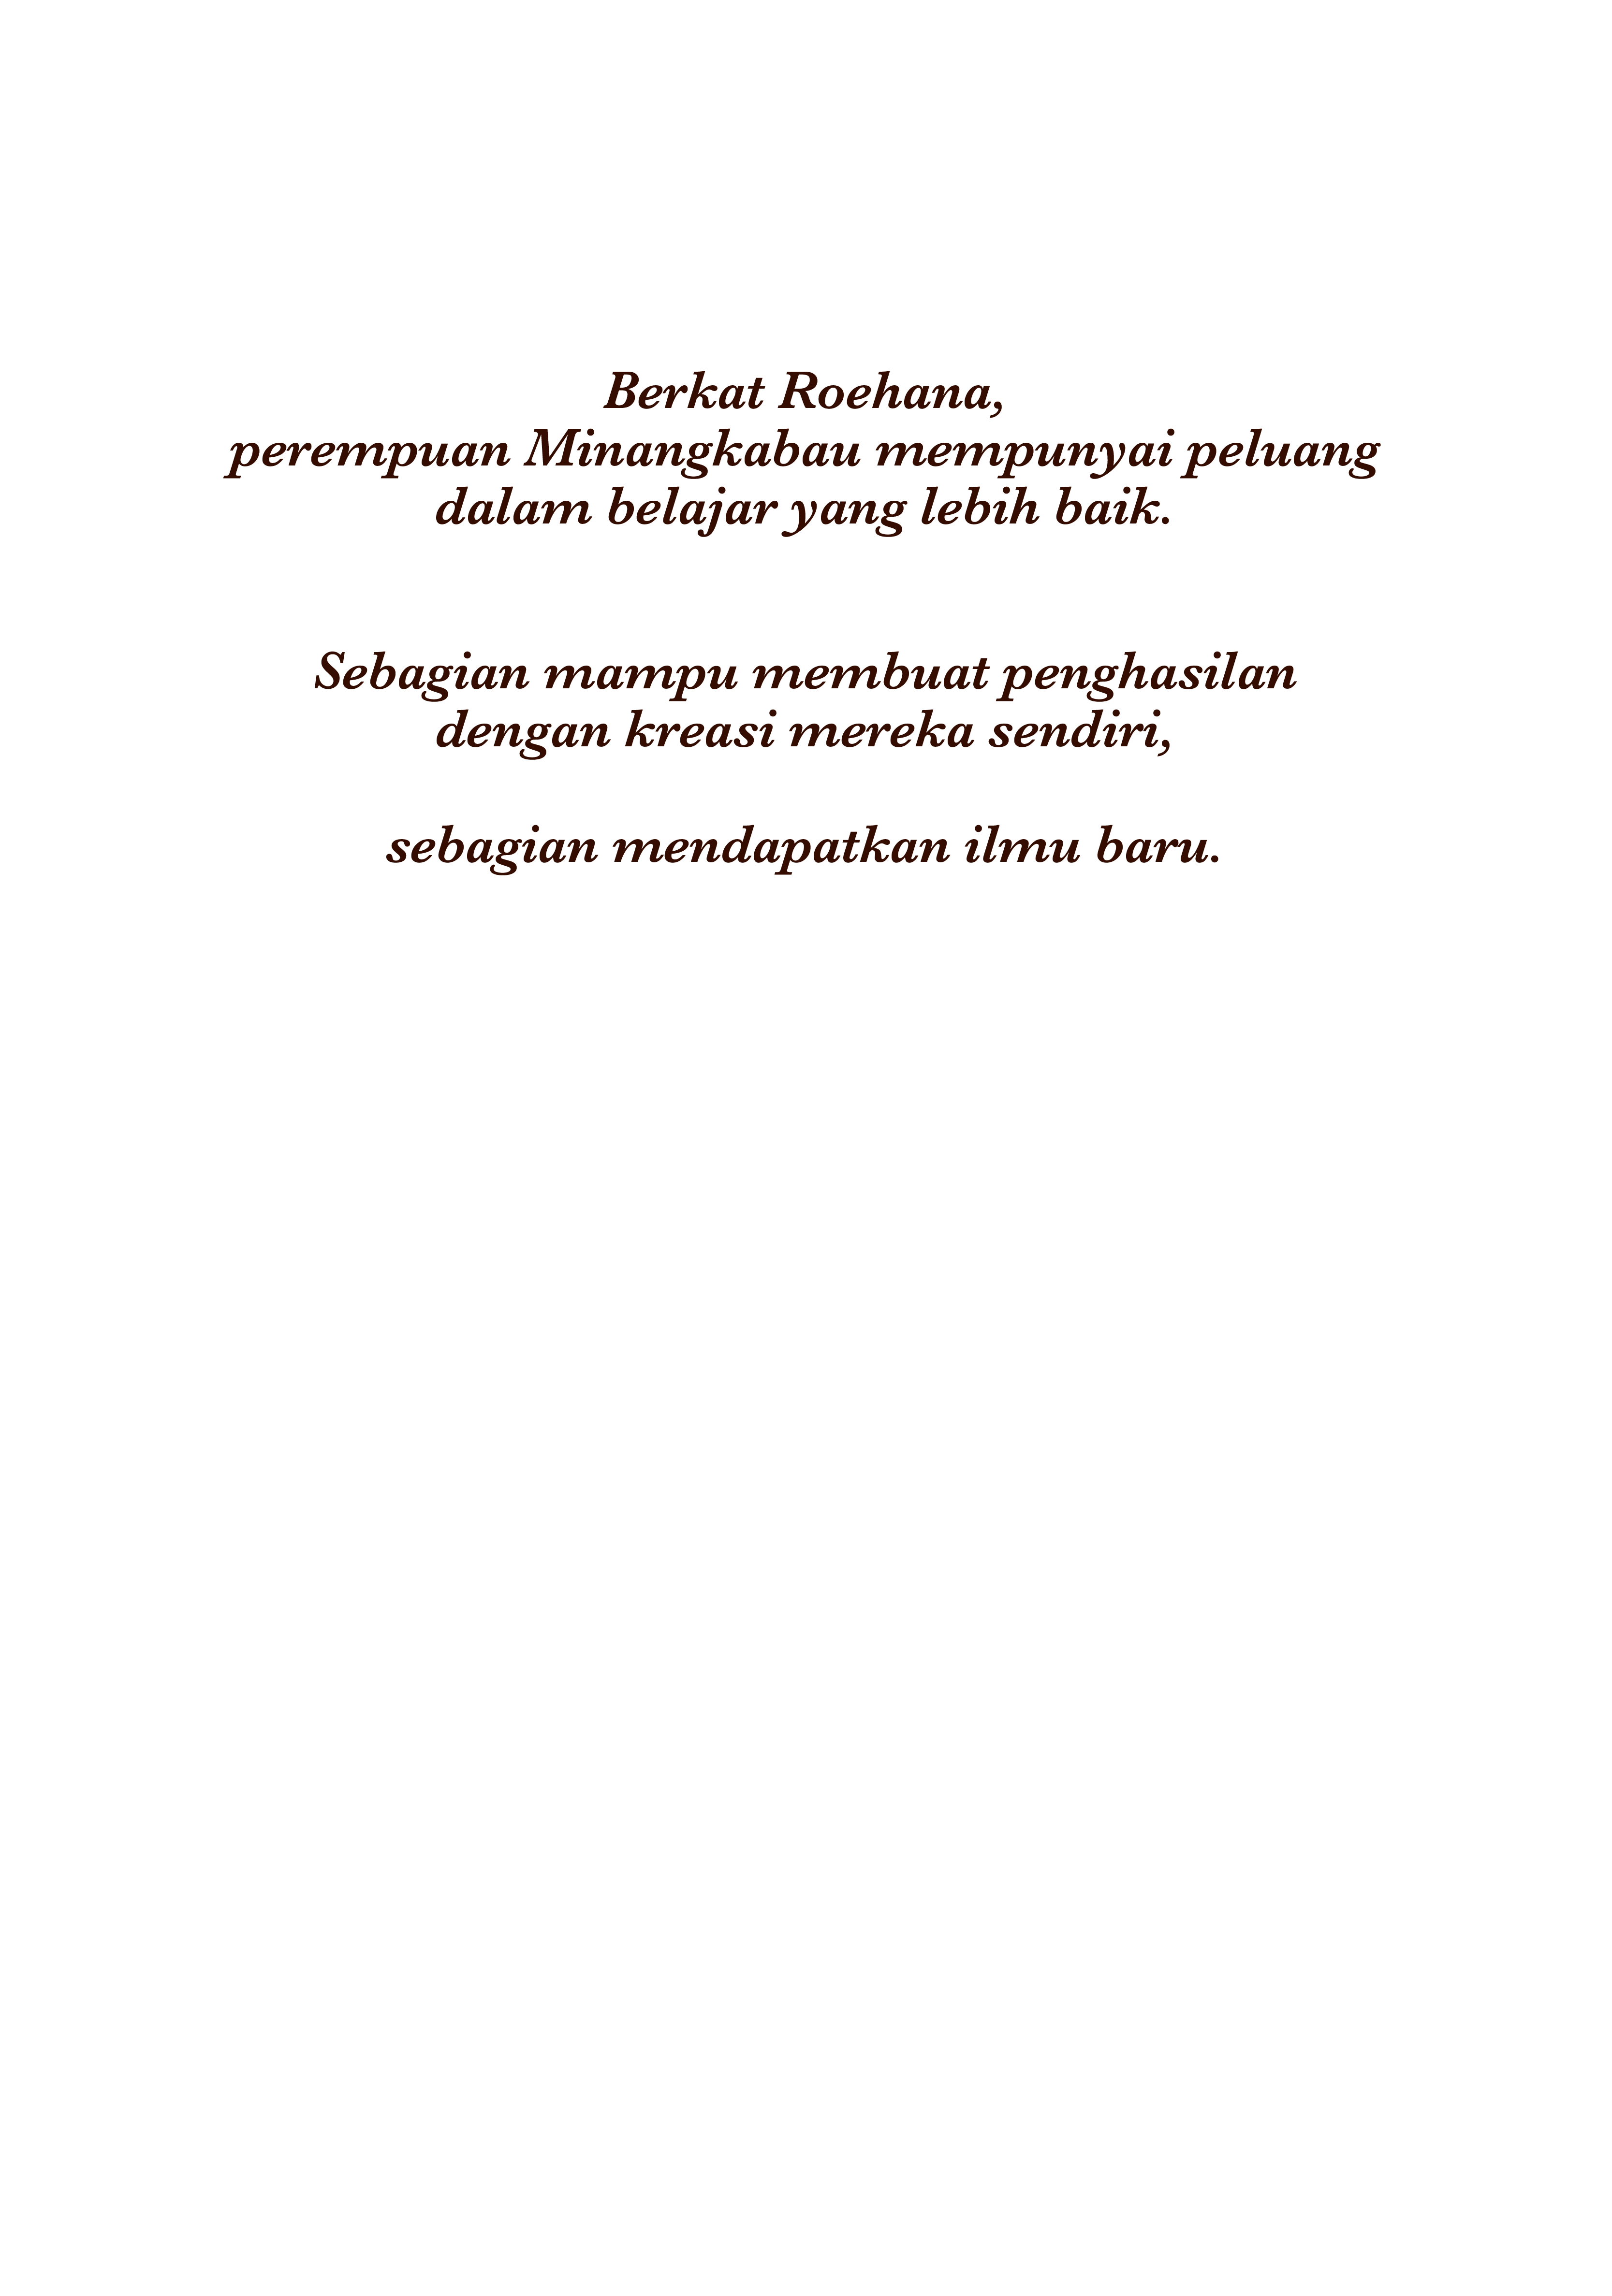 Berkat Roehana,
perempuan Minangkabau mempunyai peluang
dalam belajar yang lebih baik.
Sebagian mampu membuat penghasilan
dengan kreasi mereka sendiri,
sebagian mendapatkan ilmu baru.